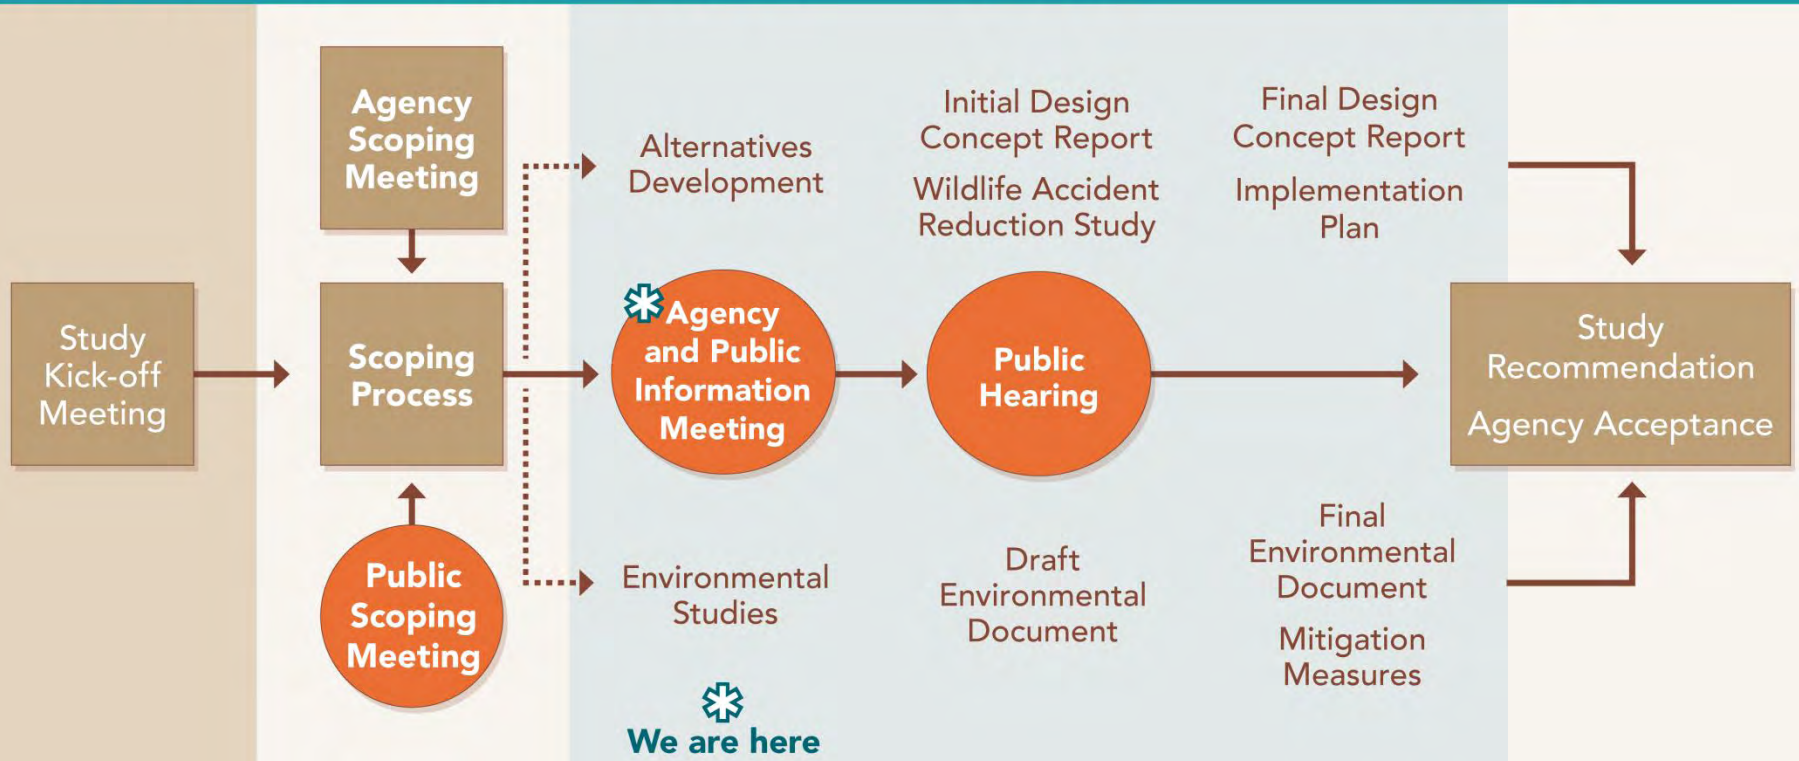 Study
Kick-off
Meeting
Agency
Scoping
Meeting
Scoping
Process
Public
Scoping
Meeting
Alternatives
Development
Agency
and Public
Information
Meeting
Environmental
Studies
We are here
Initial Design
Concept Report
Wildlife Accident
Reduction Study
Public
Hearing
Draft
Environmental
Document
Final Design
Concept Report
Implementation
Plan
Final
Environmental
Document
Mitigation
Measures
Study
Recommendation
Agency Acceptance